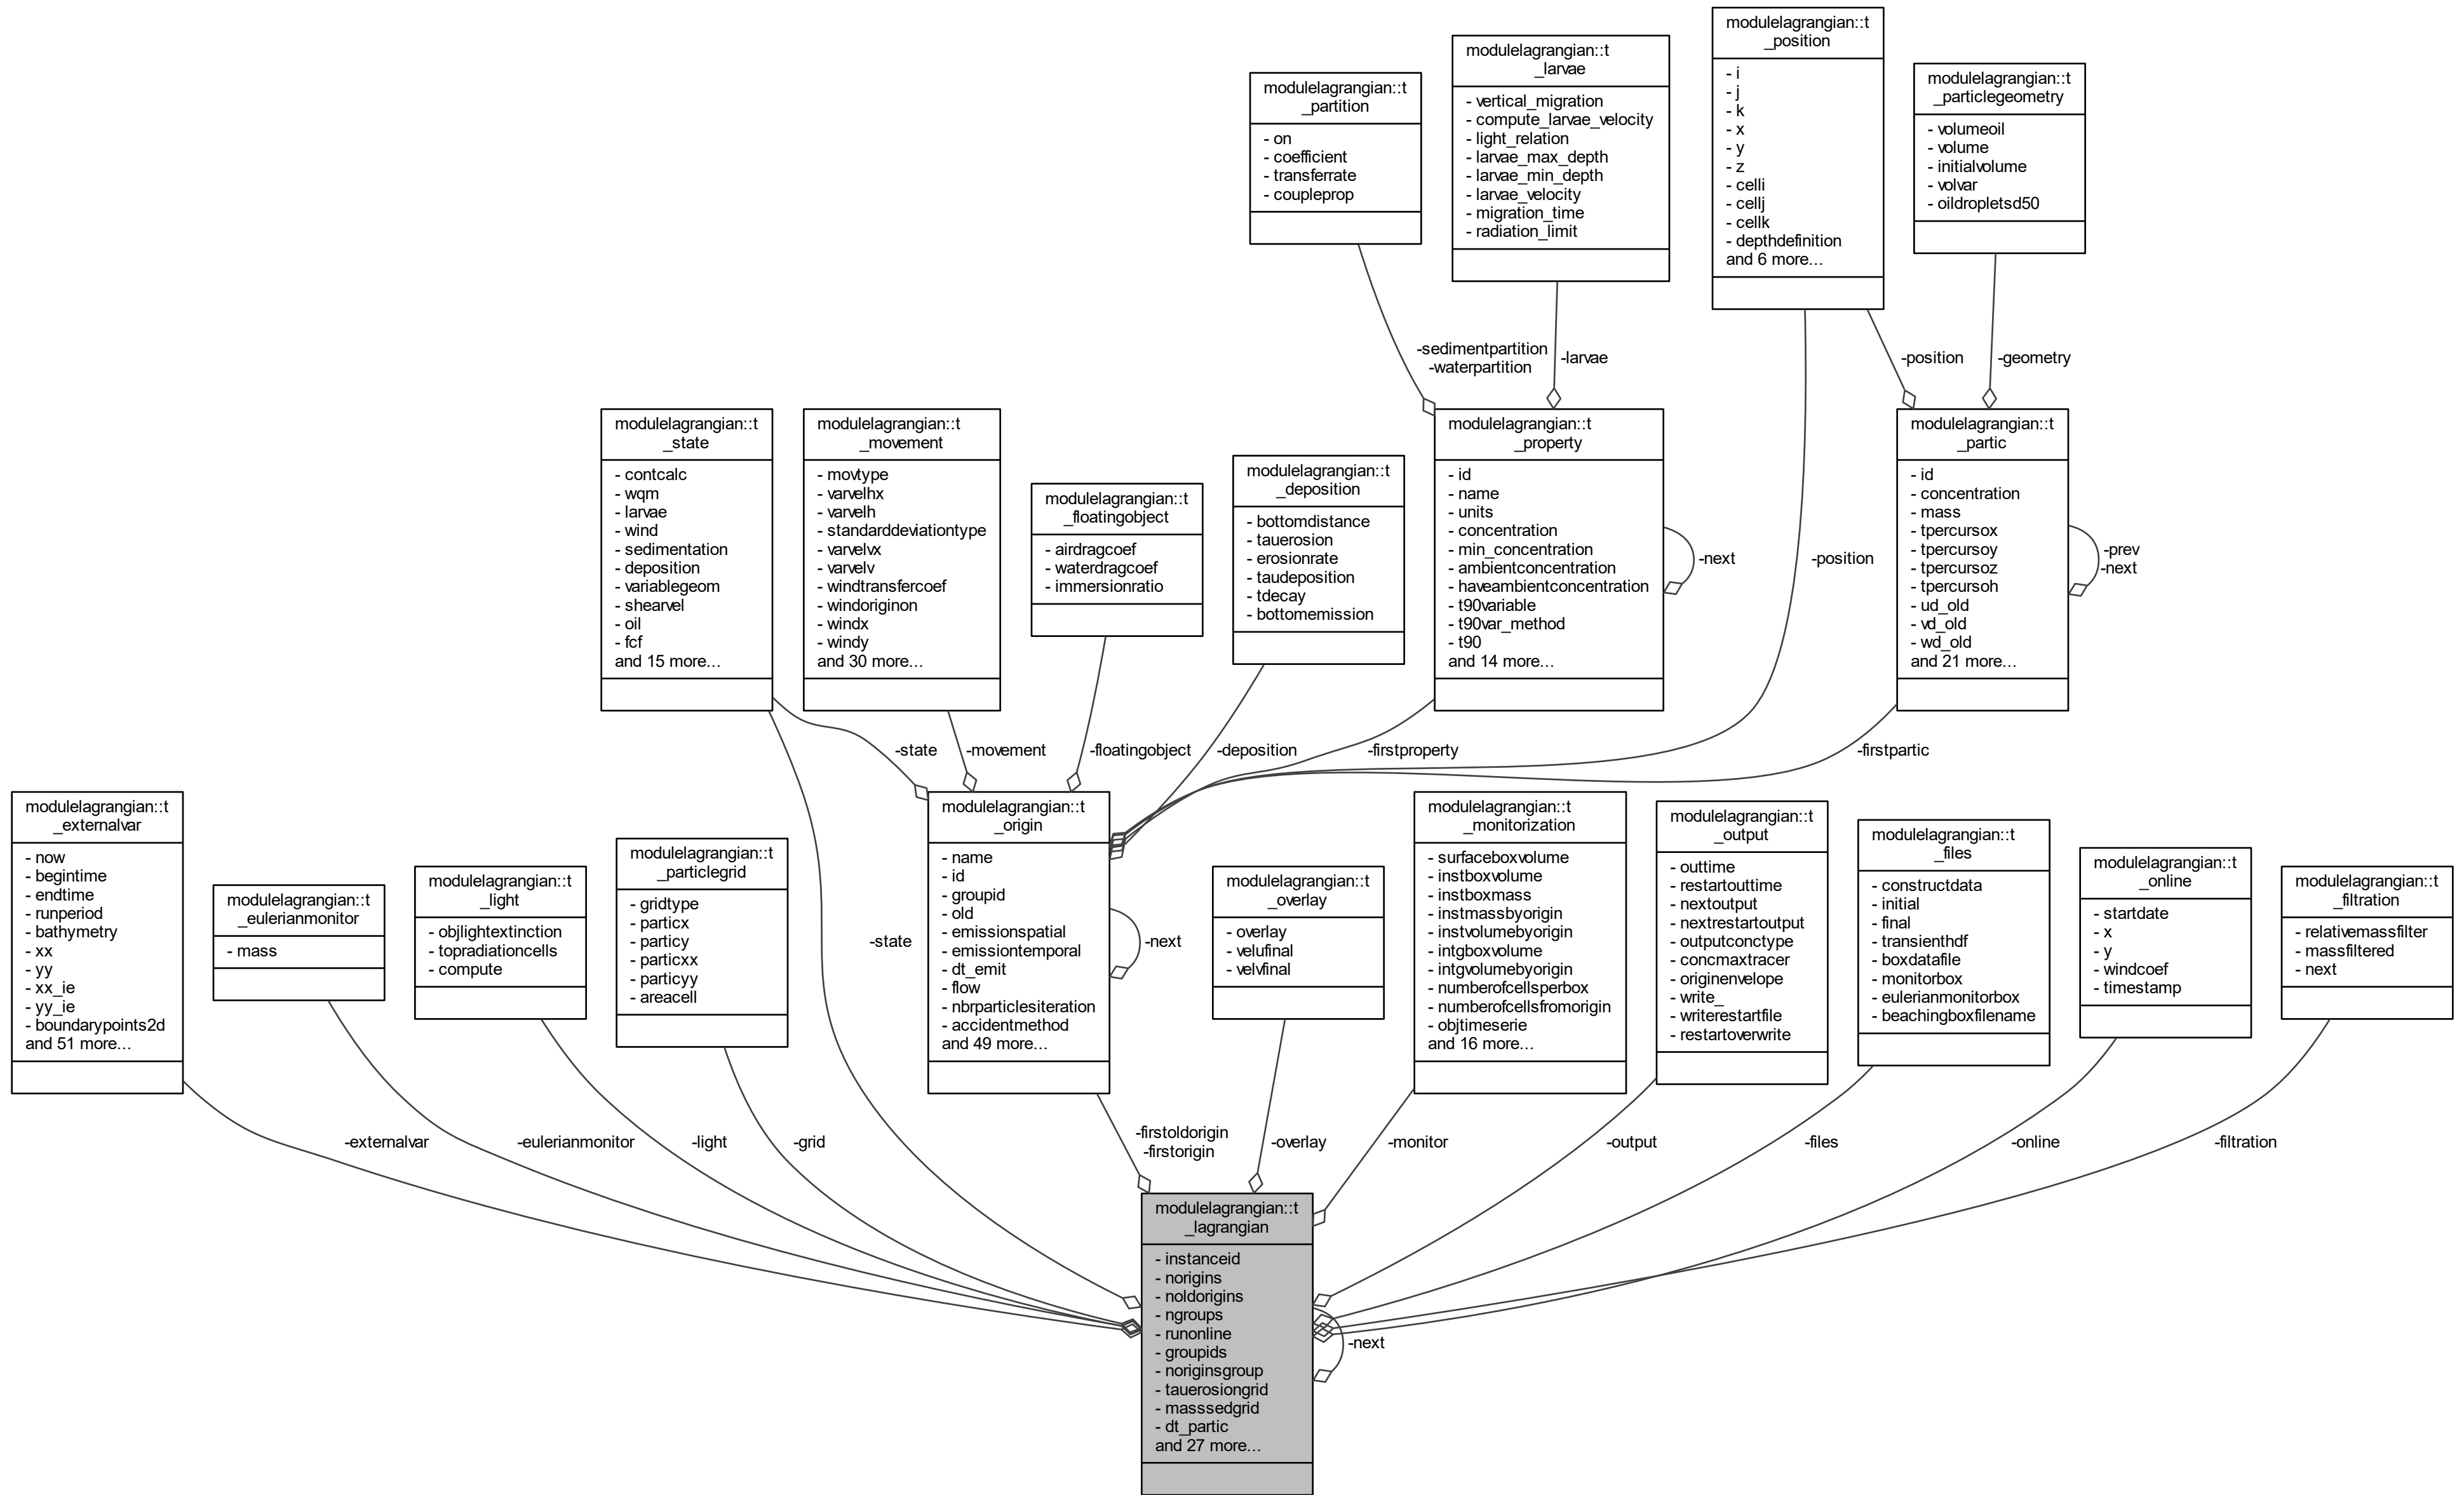 modulelagrangian::t
_position
- i
- j
- k
- x
- y
- z
- celli
- cellj
- cellk
- depthdefinition
and 6 more...
modulelagrangian::t
_larvae
- vertical_migration
- compute_larvae_velocity
- light_relation
- larvae_max_depth
- larvae_min_depth
- larvae_velocity
- migration_time
- radiation_limit
modulelagrangian::t
_particlegeometry
- volumeoil
- volume
- initialvolume
- volvar
- oildropletsd50
modulelagrangian::t
_partition
- on
- coefficient
- transferrate
- coupleprop
-sedimentpartition
-waterpartition
-larvae
-position
-geometry
modulelagrangian::t
_state
- contcalc
- wqm
- larvae
- wind
- sedimentation
- deposition
- variablegeom
- shearvel
- oil
- fcf
and 15 more...
modulelagrangian::t
_movement
- movtype
- varvelhx
- varvelh
- standarddeviationtype
- varvelvx
- varvelv
- windtransfercoef
- windoriginon
- windx
- windy
and 30 more...
modulelagrangian::t
_floatingobject
- airdragcoef
- waterdragcoef
- immersionratio
modulelagrangian::t
_deposition
- bottomdistance
- tauerosion
- erosionrate
- taudeposition
- tdecay
- bottomemission
modulelagrangian::t
_property
- id
- name
- units
- concentration
- min_concentration
- ambientconcentration
- haveambientconcentration
- t90variable
- t90var_method
- t90
and 14 more...
-next
-position
modulelagrangian::t
_partic
- id
- concentration
- mass
- tpercursox
- tpercursoy
- tpercursoz
- tpercursoh
- ud_old
- vd_old
- wd_old
and 21 more...
-prev
-next
-state
-movement
-floatingobject
-deposition
-firstproperty
-firstpartic
modulelagrangian::t
_externalvar
- now
- begintime
- endtime
- runperiod
- bathymetry
- xx
- yy
- xx_ie
- yy_ie
- boundarypoints2d
and 51 more...
modulelagrangian::t
_eulerianmonitor
- mass
modulelagrangian::t
_light
- objlightextinction
- topradiationcells
- compute
modulelagrangian::t
_particlegrid
- gridtype
- particx
- particy
- particxx
- particyy
- areacell
-state
modulelagrangian::t
_origin
- name
- id
- groupid
- old
- emissionspatial
- emissiontemporal
- dt_emit
- flow
- nbrparticlesiteration
- accidentmethod
and 49 more...
-next
modulelagrangian::t
_overlay
- overlay
- velufinal
- velvfinal
modulelagrangian::t
_monitorization
- surfaceboxvolume
- instboxvolume
- instboxmass
- instmassbyorigin
- instvolumebyorigin
- intgboxvolume
- intgvolumebyorigin
- numberofcellsperbox
- numberofcellsfromorigin
- objtimeserie
and 16 more...
modulelagrangian::t
_output
- outtime
- restartouttime
- nextoutput
- nextrestartoutput
- outputconctype
- concmaxtracer
- originenvelope
- write_
- writerestartfile
- restartoverwrite
modulelagrangian::t
_files
- constructdata
- initial
- final
- transienthdf
- boxdatafile
- monitorbox
- eulerianmonitorbox
- beachingboxfilename
modulelagrangian::t
_online
- startdate
- x
- y
- windcoef
- timestamp
modulelagrangian::t
_filtration
- relativemassfilter
- massfiltered
- next
-externalvar
-eulerianmonitor
-light
-grid
-firstoldorigin
-firstorigin
-overlay
-monitor
-output
-files
-online
-filtration
modulelagrangian::t
_lagrangian
- instanceid
- norigins
- noldorigins
- ngroups
- runonline
- groupids
- noriginsgroup
- tauerosiongrid
- masssedgrid
- dt_partic
and 27 more...
-next